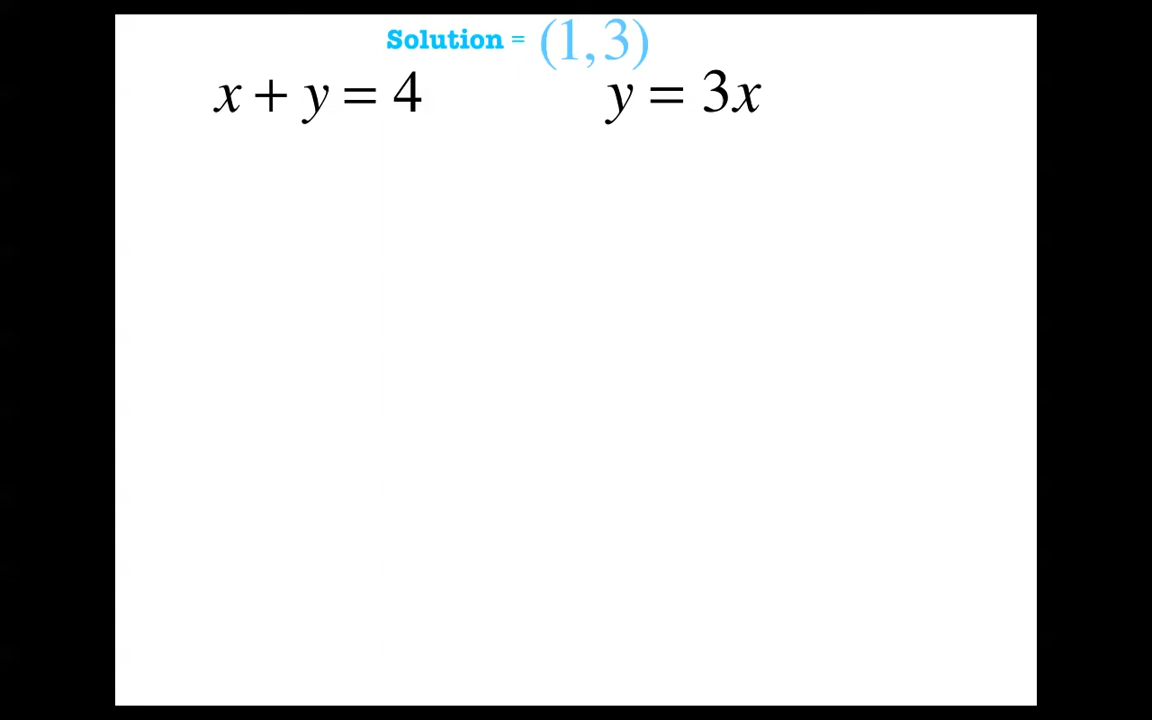 Solution = (1,3)
x + y = 4 y = 3x